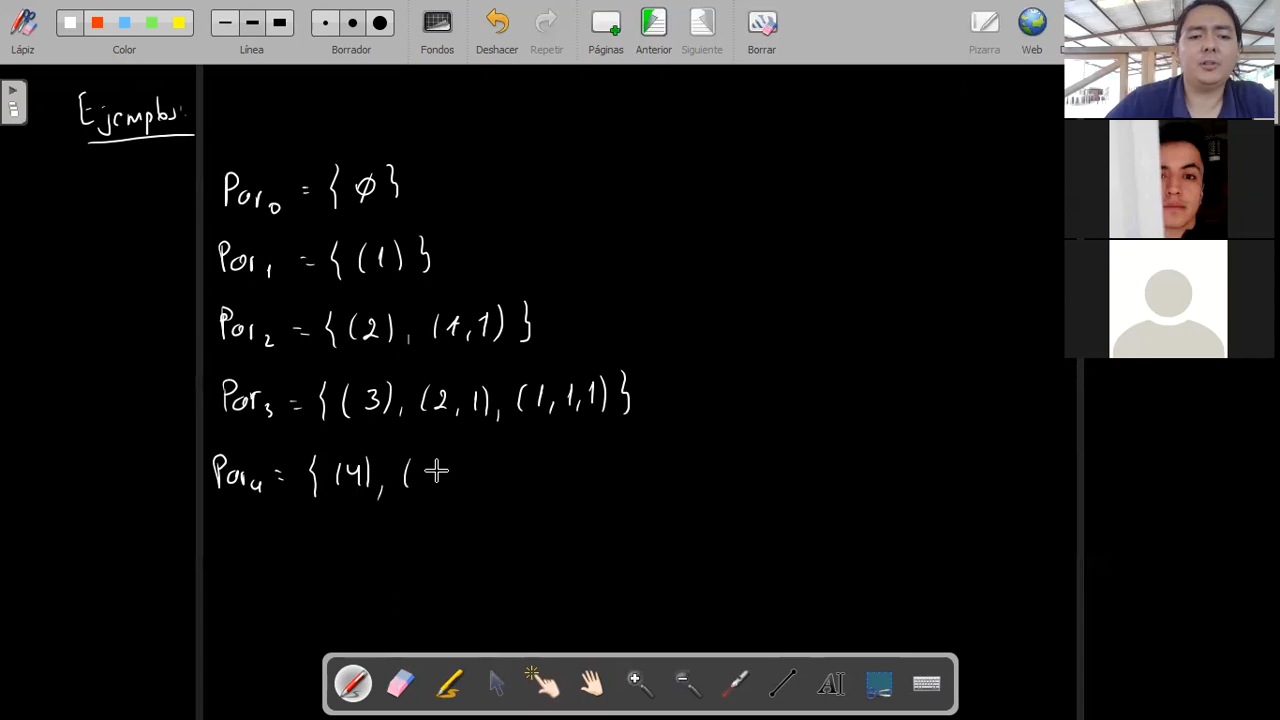 Lápiz Color Línea Borrador Fondos Deshacer Repetir Páginas Anterior Siguiente Borrar Pizarra Web
Ejemplos:
Par₀ = { ø }
Par₁ = { (1) }
Par₂ = { (2), (1,1) }
Par₃ = { (3), (2,1), (1,1,1) }
Par₄ = { (4), (